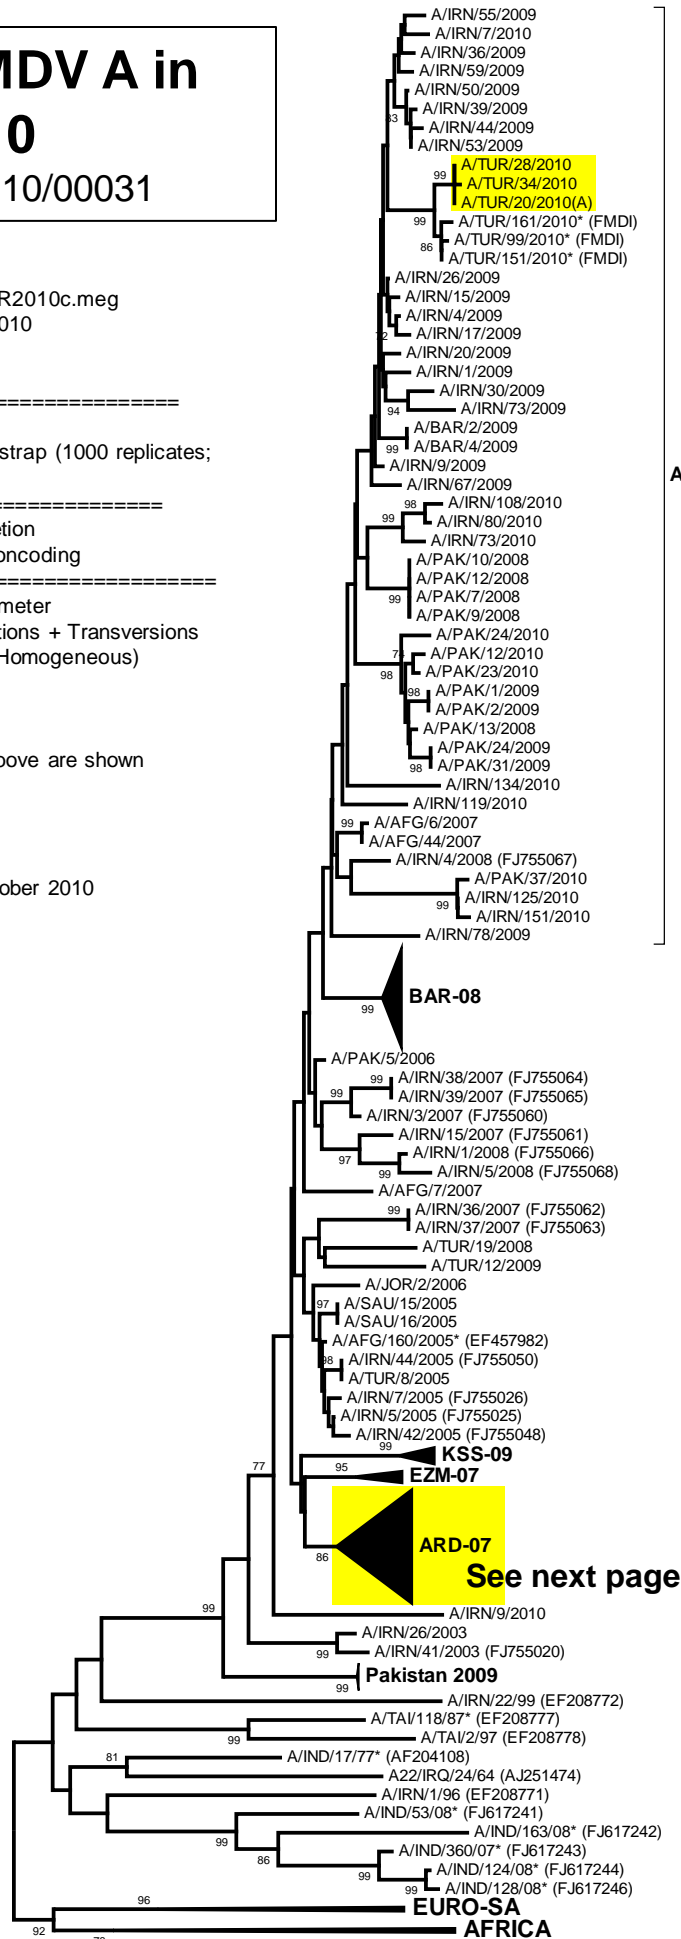 MDV A in
0
10/00031
R2010c.meg
010
================
strap (1000 replicates;
==============
etion
oncoding
===================
meter
tions + Transversions
Homogeneous)
bove are shown
ober 2010
A/IRN/55/2009
A/IRN/7/2010
A/IRN/36/2009
A/IRN/59/2009
A/IRN/50/2009
A/IRN/39/2009
83
A/IRN/44/2009
A/IRN/53/2009
A/TUR/28/2010
99
A/TUR/34/2010
A/TUR/20/2010(A)
99
A/TUR/161/2010* (FMDI)
A/TUR/99/2010* (FMDI)
86
A/TUR/151/2010* (FMDI)
A/IRN/26/2009
A/IRN/15/2009
A/IRN/4/2009
72
A/IRN/17/2009
A/IRN/20/2009
A/IRN/1/2009
A/IRN/30/2009
94
A/IRN/73/2009
A/BAR/2/2009
99
A/BAR/4/2009
A/IRN/9/2009
A
A/IRN/67/2009
98
A/IRN/108/2010
99
A/IRN/80/2010
A/IRN/73/2010
A/PAK/10/2008
A/PAK/12/2008
99
A/PAK/7/2008
A/PAK/9/2008
A/PAK/24/2010
74
A/PAK/12/2010
98
A/PAK/23/2010
98
A/PAK/1/2009
A/PAK/2/2009
A/PAK/13/2008
A/PAK/24/2009
98
A/PAK/31/2009
A/IRN/134/2010
A/IRN/119/2010
99
A/AFG/6/2007
A/AFG/44/2007
A/IRN/4/2008 (FJ755067)
A/PAK/37/2010
99
A/IRN/125/2010
A/IRN/151/2010
A/IRN/78/2009
99
BAR-08
A/PAK/5/2006
99
A/IRN/38/2007 (FJ755064)
99
A/IRN/39/2007 (FJ755065)
A/IRN/3/2007 (FJ755060)
A/IRN/15/2007 (FJ755061)
97
A/IRN/1/2008 (FJ755066)
99
A/IRN/5/2008 (FJ755068)
A/AFG/7/2007
99
A/IRN/36/2007 (FJ755062)
A/IRN/37/2007 (FJ755063)
A/TUR/19/2008
A/TUR/12/2009
A/JOR/2/2006
97
A/SAU/15/2005
A/SAU/16/2005
A/AFG/160/2005* (EF457982)
98
A/IRN/44/2005 (FJ755050)
A/TUR/8/2005
A/IRN/7/2005 (FJ755026)
A/IRN/5/2005 (FJ755025)
A/IRN/42/2005 (FJ755048)
99
KSS-09
77
95
EZM-07
86
ARD-07
See next page
99
A/IRN/9/2010
A/IRN/26/2003
99
A/IRN/41/2003 (FJ755020)
99
Pakistan 2009
A/IRN/22/99 (EF208772)
A/TAI/118/87* (EF208777)
99
A/TAI/2/97 (EF208778)
81
A/IND/17/77* (AF204108)
A22/IRQ/24/64 (AJ251474)
A/IRN/1/96 (EF208771)
A/IND/53/08* (FJ617241)
99
A/IND/163/08* (FJ617242)
86
A/IND/360/07* (FJ617243)
99
A/IND/124/08* (FJ617244)
99
A/IND/128/08* (FJ617246)
96
EURO-SA
92
AFRICA